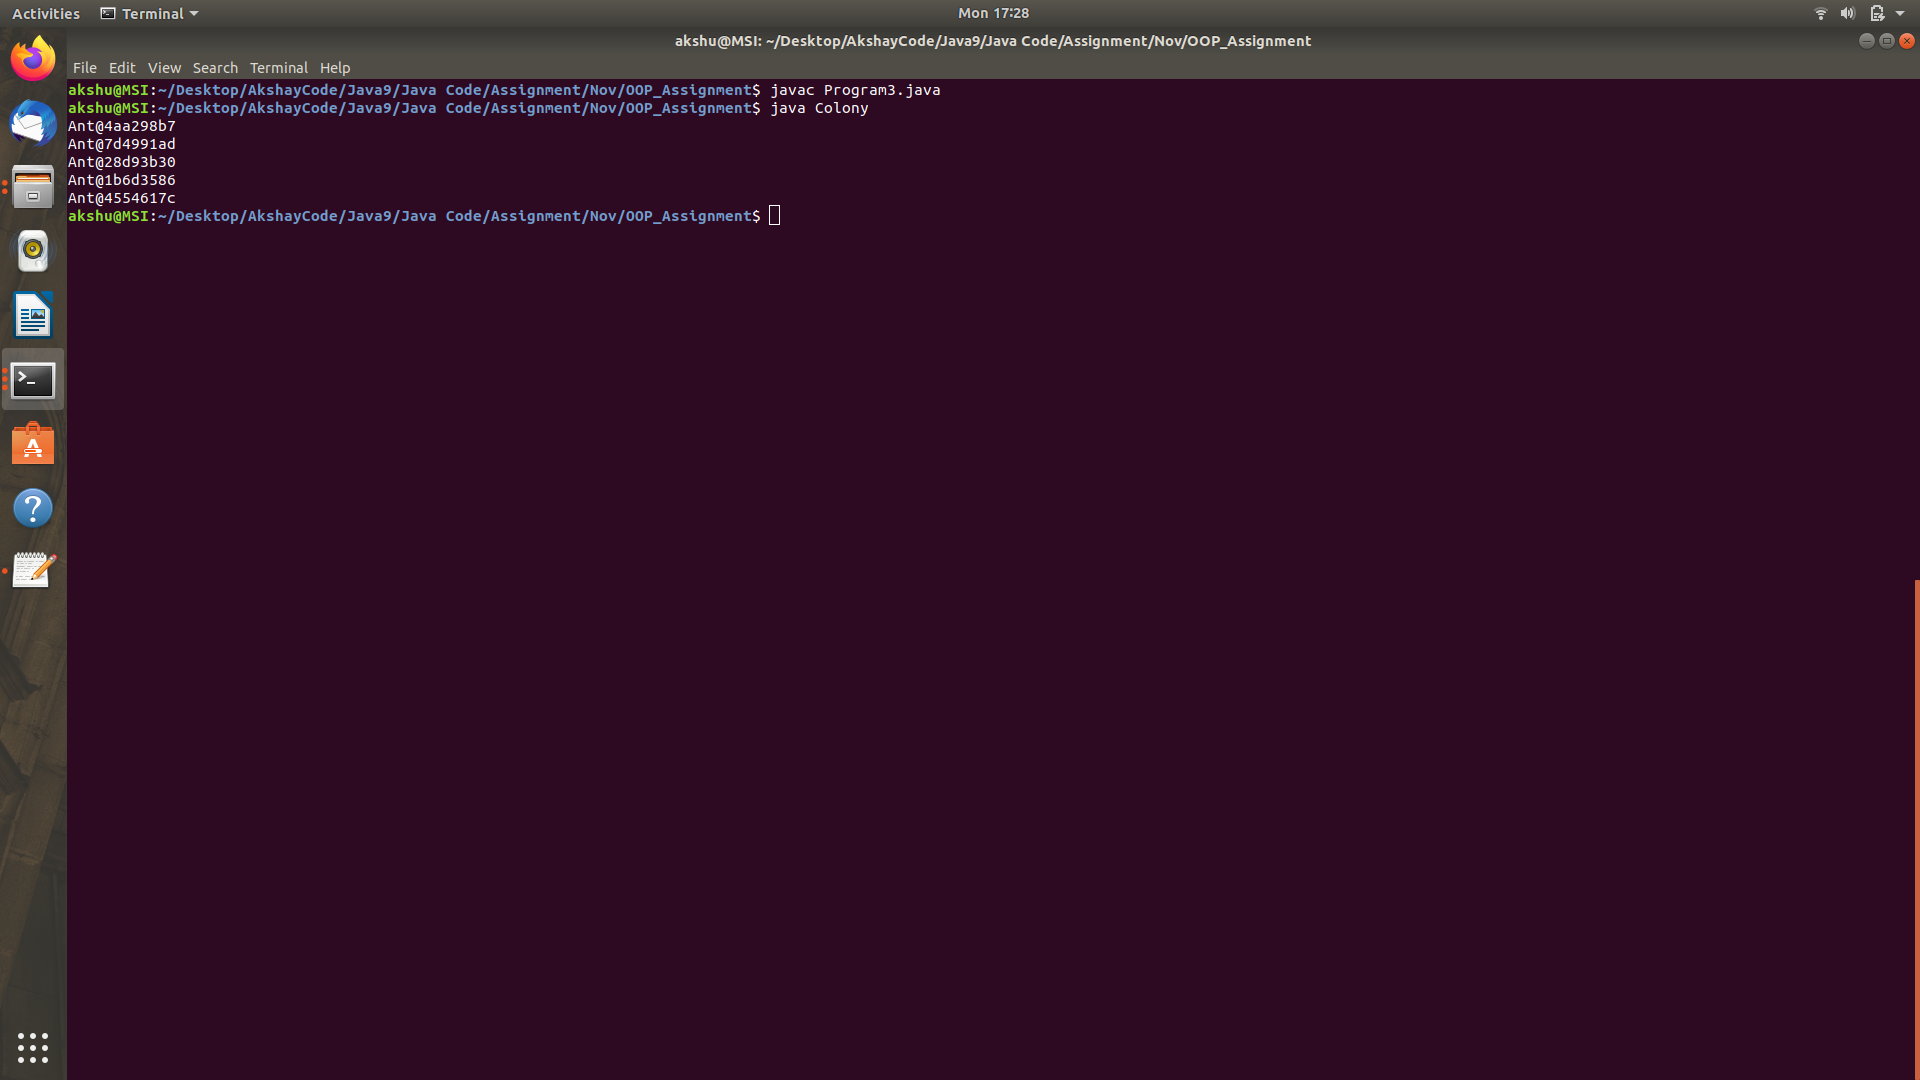 Activities Terminal Mon 17:28
akshu@MSI: ~/Desktop/AkshayCode/Java9/Java Code/Assignment/Nov/OOP_Assignment
File Edit View Search Terminal Help
akshu@MSI:~/Desktop/AkshayCode/Java9/Java Code/Assignment/Nov/OOP_Assignment$ javac Program3.java
akshu@MSI:~/Desktop/AkshayCode/Java9/Java Code/Assignment/Nov/OOP_Assignment$ java Colony
Ant@4aa298b7
Ant@7d4991ad
Ant@28d93b30
Ant@1b6d3586
Ant@4554617c
akshu@MSI:~/Desktop/AkshayCode/Java9/Java Code/Assignment/Nov/OOP_Assignment$